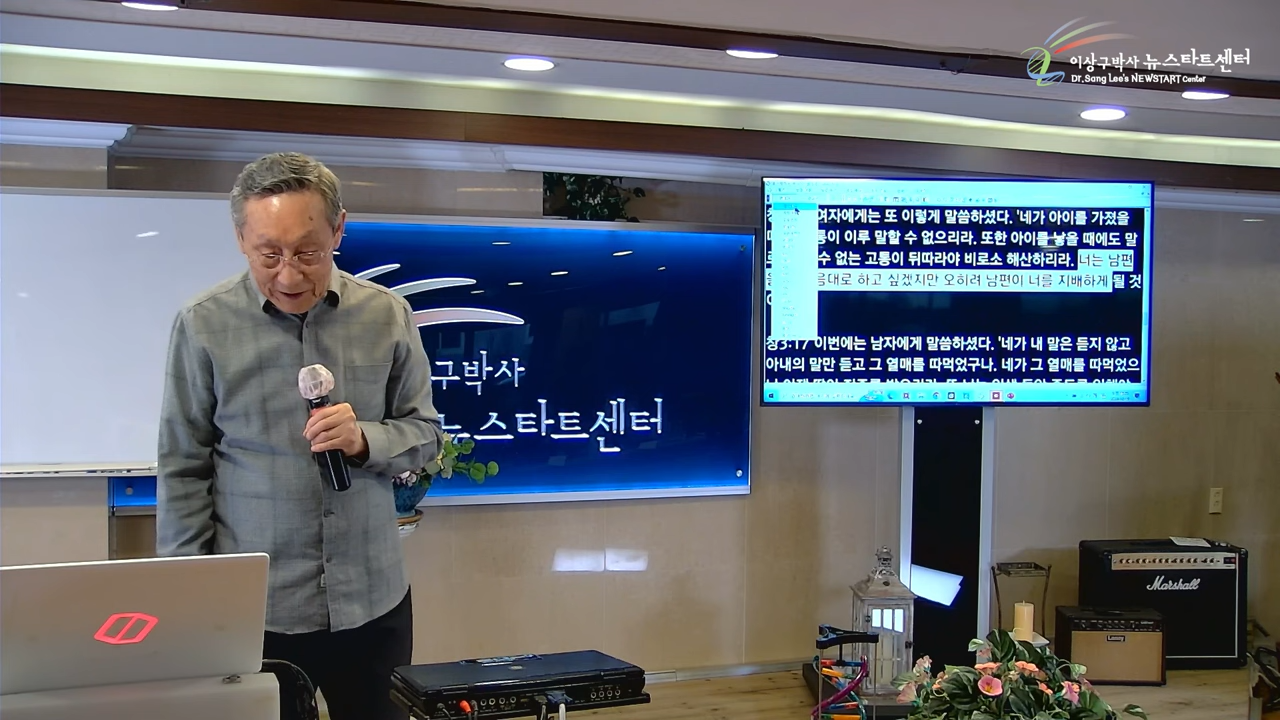 이상구박사 뉴스타트센터
Dr. Sang Lee's NEWSTART Center
여자에게는 또 이렇게 말씀하셨다. '네가 아이를 가졌을
이루 말할 수 없으리라. 또한 아이를 낳을 때에도 말
수 없는 고통이 뒤따라야 비로소 해산하리라. 너는 남편
하고 싶겠지만 오히려 남편이 너를 지배하게 될 것
창3:17 이번에는 남자에게 말씀하셨다. '네가 내 말은 듣지 않고
아내의 말만 듣고 그 열매를 따먹었구나. 네가 그 열매를 따먹었으
구박사
뉴스타트센터
Marshall
Laney